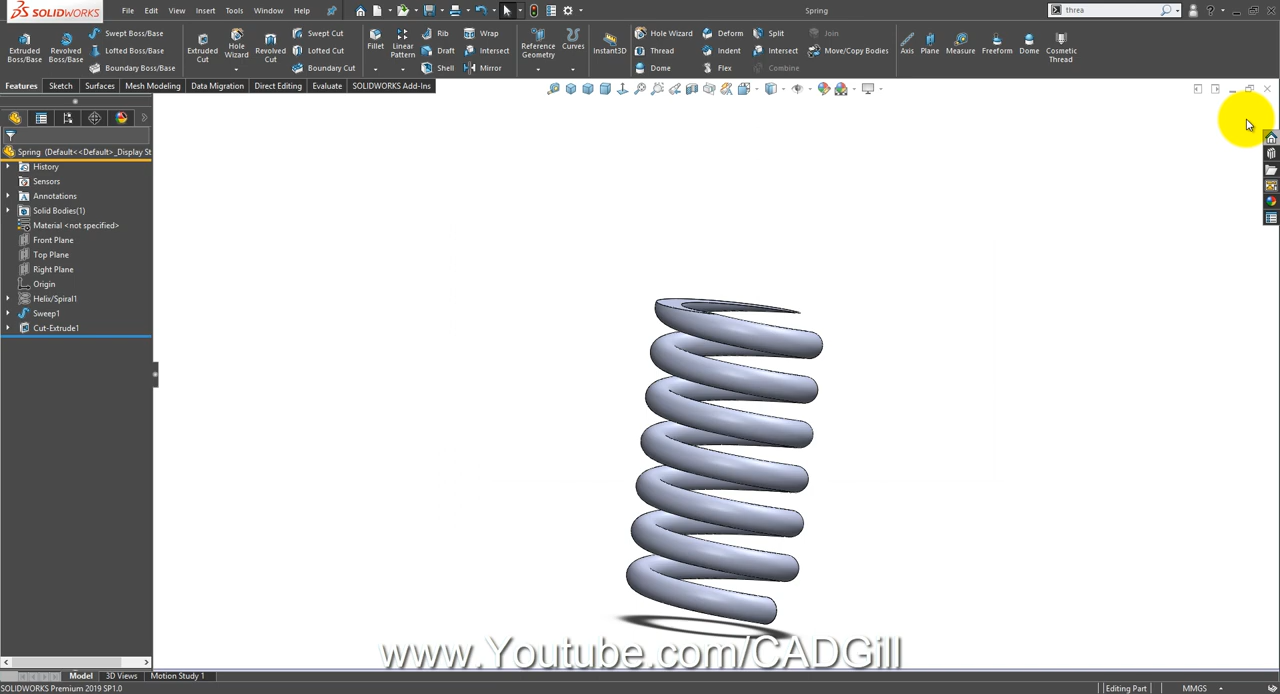 SOLIDWORKS
File Edit View Insert Tools Window Help
Spring
threa
Extruded Boss/Base
Revolved Boss/Base
Swept Boss/Base
Lofted Boss/Base
Boundary Boss/Base
Extruded Cut
Hole Wizard
Revolved Cut
Swept Cut
Lofted Cut
Boundary Cut
Fillet
Linear Pattern
Rib
Draft
Shell
Wrap
Intersect
Mirror
Reference Geometry
Curves
Instant3D
Hole Wizard
Thread
Dome
Deform
Indent
Flex
Split
Intersect
Combine
Join
Move/Copy Bodies
Axis
Plane
Measure
Freeform
Dome
Cosmetic Thread
Features Sketch Surfaces Mesh Modeling Data Migration Direct Editing Evaluate SOLIDWORKS Add-Ins
Spring (Default<<Default>_Display St
History
Sensors
Annotations
Solid Bodies(1)
Material <not specified>
Front Plane
Top Plane
Right Plane
Origin
Helix/Spiral1
Sweep1
Cut-Extrude1
www.Youtube.com/CADGill
Model 3D Views Motion Study 1
SOLIDWORKS Premium 2019 SP1.0
Editing Part
MMGS